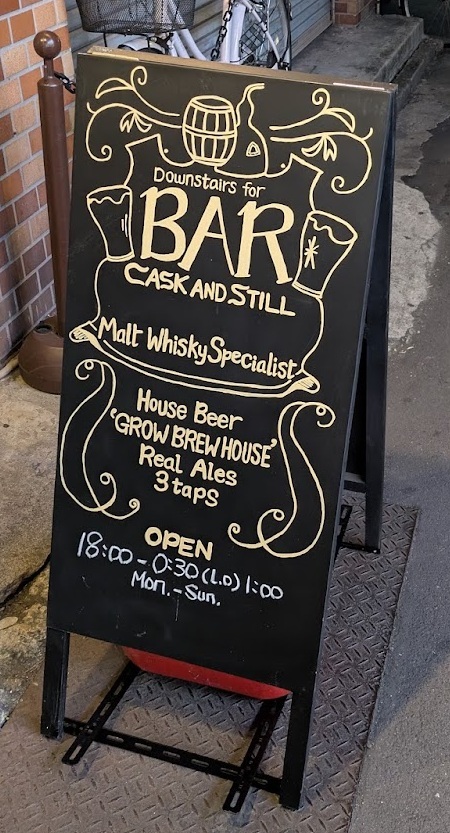 Downstairs for
BAR
CASK AND STILL
Malt Whisky Specialist
House Beer
'GROW BREW HOUSE'
Real Ales
3 taps
OPEN
18:00 - 0:30 (L.O) 1:00
Mon. - Sun.